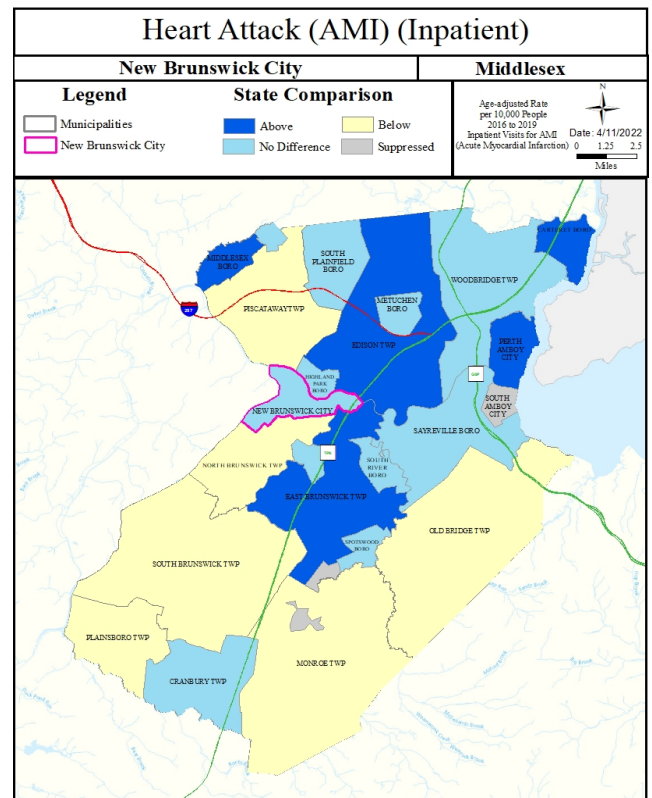 Heart Attack (AMI) (Inpatient)
New Brunswick City
Middlesex
Legend
Municipalities
New Brunswick City
State Comparison
Above
Below
No Difference
Suppressed
Age-adjusted Rate
per 10,000 People
2016 to 2019
Inpatient Visits for AMI
(Acute Myocardial Infarction)
N
Date: 4/11/2022
0 1.25 2.5
Miles
MIDDLESEX
BORO
SOUTH
PLAINFIELD
BORO
WOODBRIDGE TWP
METUCHEN
BORO
287
PISCATAWAY TWP
EDISON TWP
PERTH
AMBOY
CITY
GSP
HIGHLAND
PARK
BORO
SOUTH
AMBOY
CITY
NEW BRUNSWICK CITY
SAYREVILLE BORO
NORTH BRUNSWICK TWP
SOUTH
RIVER
BORO
EAST BRUNSWICK TWP
OLD BRIDGE TWP
SPOTSWOOD
BORO
SOUTH BRUNSWICK TWP
PLAINSBORO TWP
MONROE TWP
CRANBURY TWP